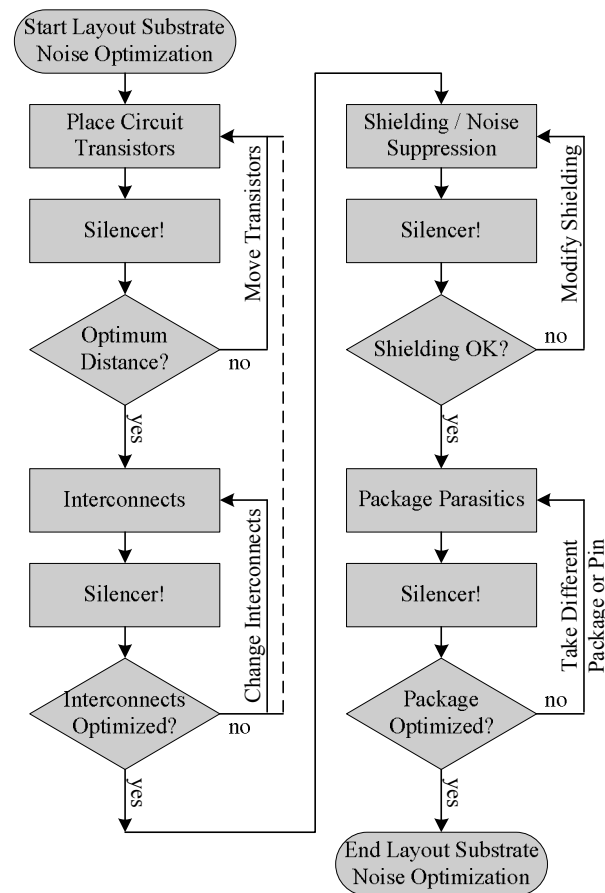 Start Layout Substrate
Noise Optimization
Place Circuit
Transistors
Silencer!
Move Transistors
Optimum
Distance?
no
yes
Interconnects
Silencer!
Change Interconnects
Interconnects
Optimized?
no
yes
Shielding / Noise
Suppression
Silencer!
Modify Shielding
Shielding OK?
no
yes
Package Parasitics
Silencer!
Take Different
Package or Pin
Package
Optimized?
no
yes
End Layout Substrate
Noise Optimization